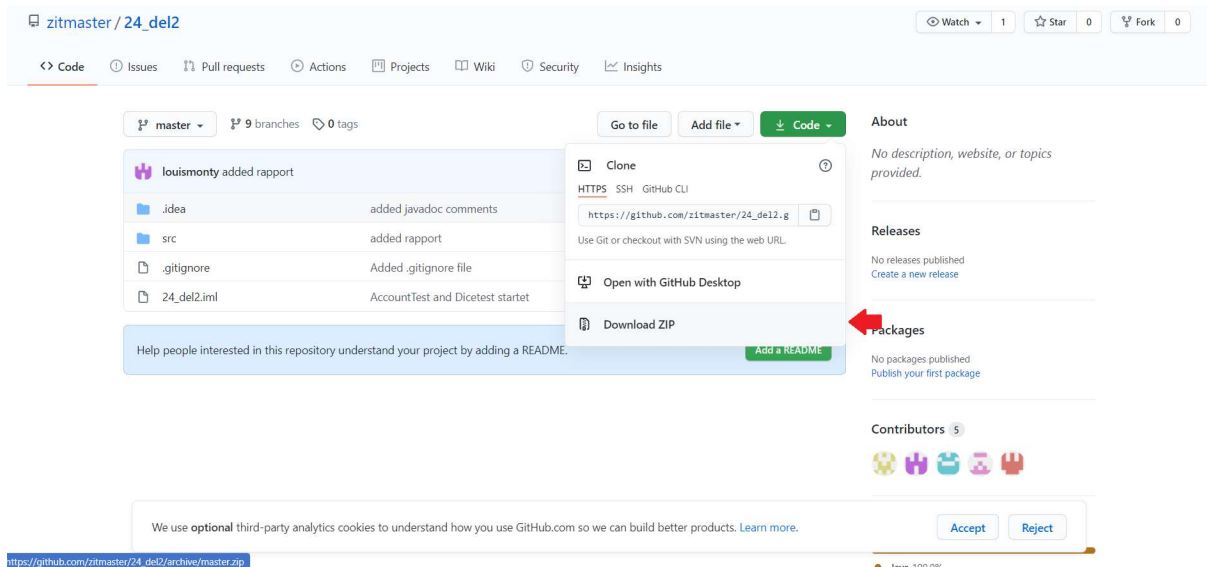 zitmaster / 24_del2
Watch 1 Star 0 Fork 0
Code Issues Pull requests Actions Projects Wiki Security Insights
master 9 branches 0 tags Go to file Add file Code
louismonty added rapport
.idea added javadoc comments
src added rapport
.gitignore Added .gitignore file
24_del2.iml AccountTest and Dicetest startet
Clone
HTTPS SSH GitHub CLI
https://github.com/zitmaster/24_del2.g
Use Git or checkout with SVN using the web URL.
Open with GitHub Desktop
Download ZIP
Help people interested in this repository understand your project by adding a README. Add a README
About
No description, website, or topics
provided.
Releases
No releases published
Create a new release
Packages
No packages published
Publish your first package
Contributors 5
We use optional third-party analytics cookies to understand how you use GitHub.com so we can build better products. Learn more. Accept Reject
https://github.com/zitmaster/24_del2/archive/master.zip
Java 100.0%